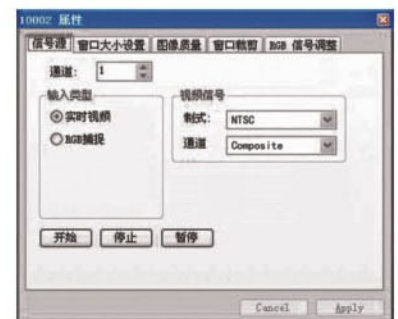 10002 属性
信号源 窗口大小设置 图像质量 窗口裁剪 RGB 信号调整
通道: 1
输入类型 视频信号
实时视频 制式: NTSC
RGB捕捉 通道 Composite
开始 停止 暂停
Cancel Apply